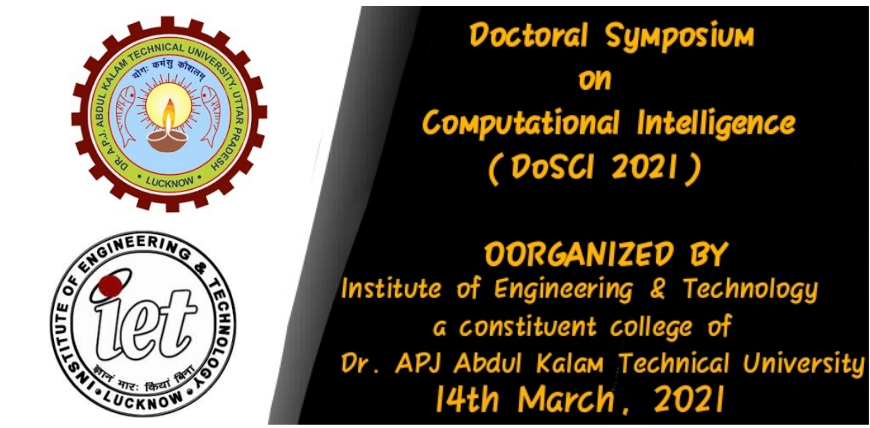 DR. A.P.J. ABDUL KALAM TECHNICAL UNIVERSITY, UTTAR PRADESH
योगः कर्मसु कौशलम्
• LUCKNOW •
INSTITUTE OF ENGINEERING & TECHNOLOGY
iet
ज्ञानं भारः क्रियां बिना
• LUCKNOW •
Doctoral Symposium
on
Computational Intelligence
( DoSCI 2021 )
OORGANIZED BY
Institute of Engineering & Technology
a constituent college of
Dr. APJ Abdul Kalam Technical University
14th March, 2021